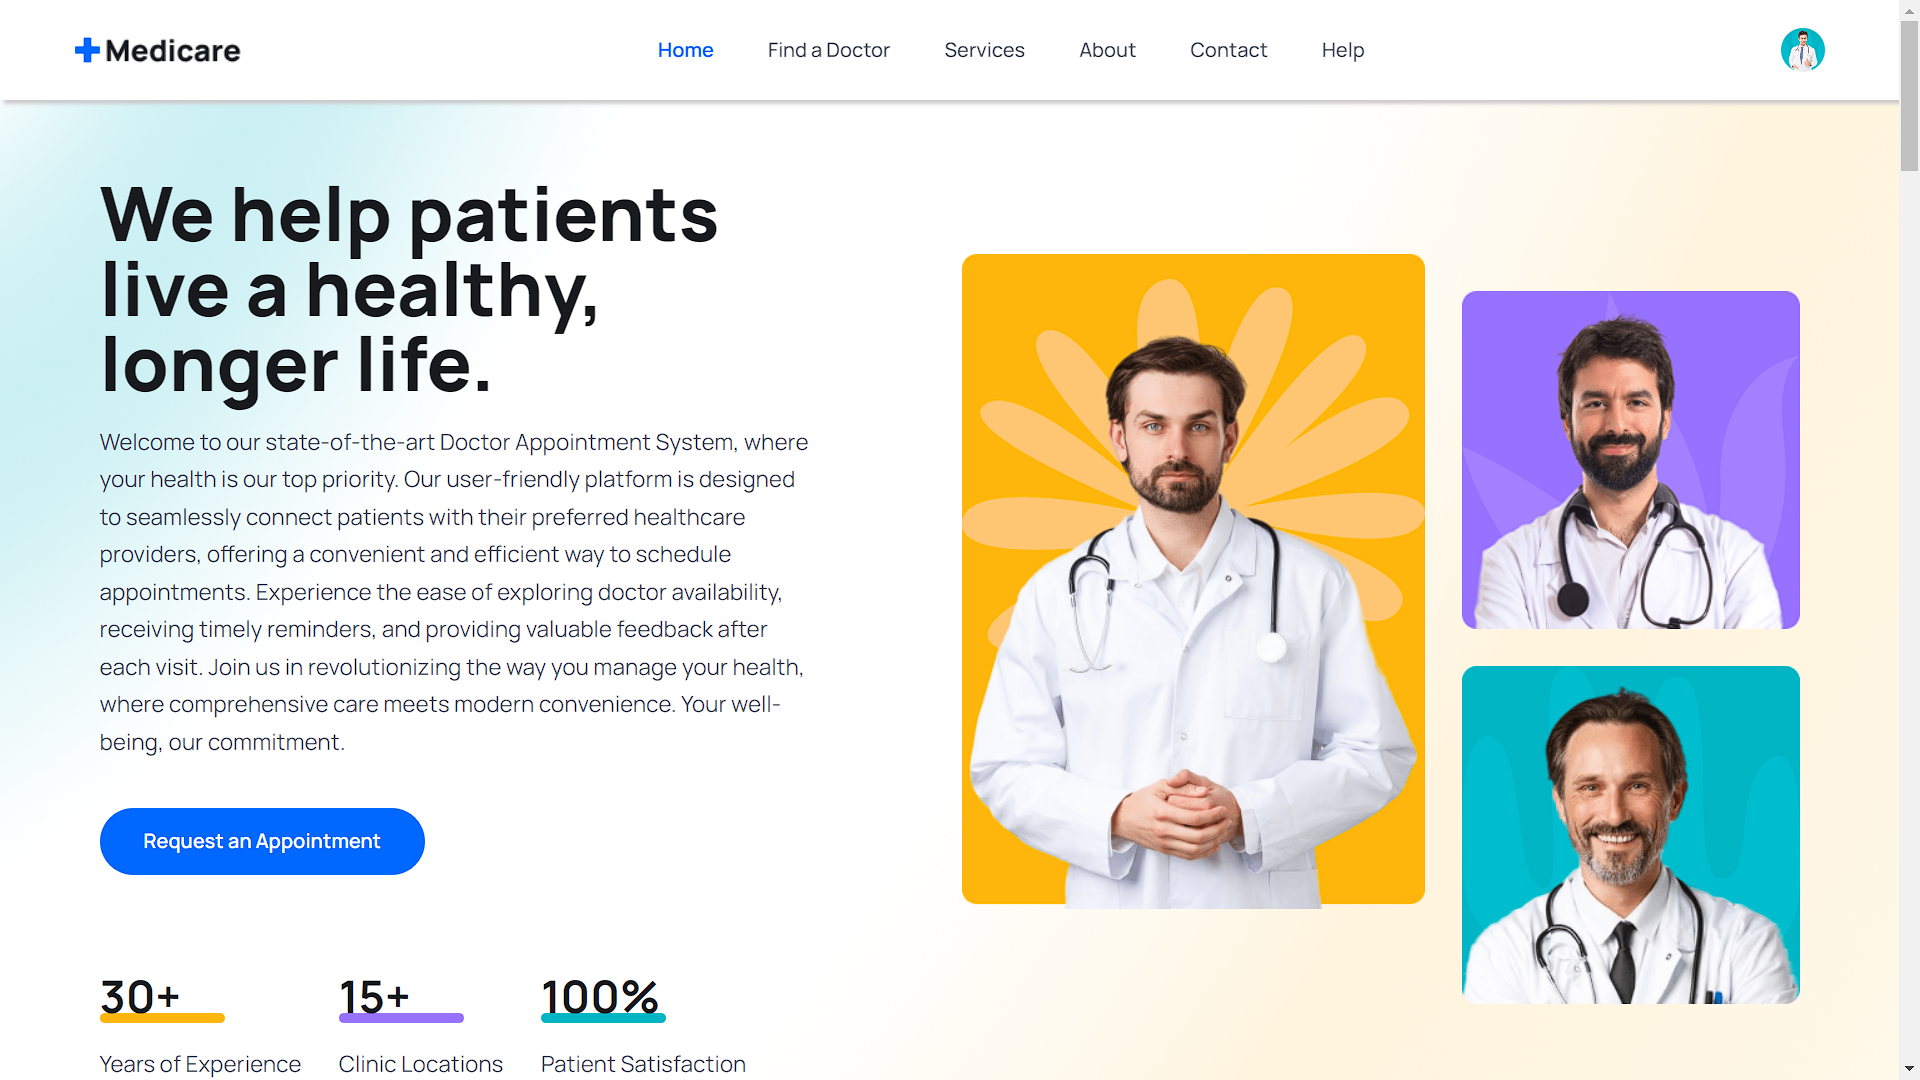 Medicare
Home
Find a Doctor
Services
About
Contact
Help
We help patients
live a healthy,
longer life.
Welcome to our state-of-the-art Doctor Appointment System, where
your health is our top priority. Our user-friendly platform is designed
to seamlessly connect patients with their preferred healthcare
providers, offering a convenient and efficient way to schedule
appointments. Experience the ease of exploring doctor availability,
receiving timely reminders, and providing valuable feedback after
each visit. Join us in revolutionizing the way you manage your health,
where comprehensive care meets modern convenience. Your well-
being, our commitment.
Request an Appointment
30+
Years of Experience
15+
Clinic Locations
100%
Patient Satisfaction